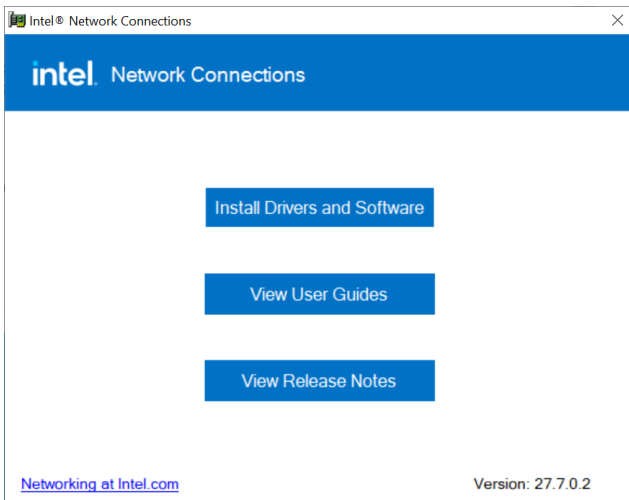 Intel® Network Connections
intel. Network Connections
Install Drivers and Software
View User Guides
View Release Notes
Networking at Intel.com Version: 27.7.0.2